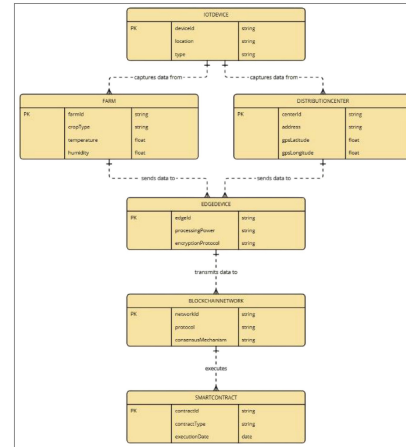 IOTDEVICE
PK deviceId string
location string
type string
captures data from captures data from
FARM
PK farmId string
cropType string
temperature float
humidity float
DISTRIBUTIONCENTER
PK centerId string
address string
gpsLatitude float
gpsLongitude float
sends data to sends data to
EDGEDEVICE
PK edgeId string
processingPower string
encryptionProtocol string
transmits data to
BLOCKCHAINNETWORK
PK networkId string
protocol string
consensusMechanism string
executes
SMARTCONTRACT
PK contractId string
contractType string
executionDate date